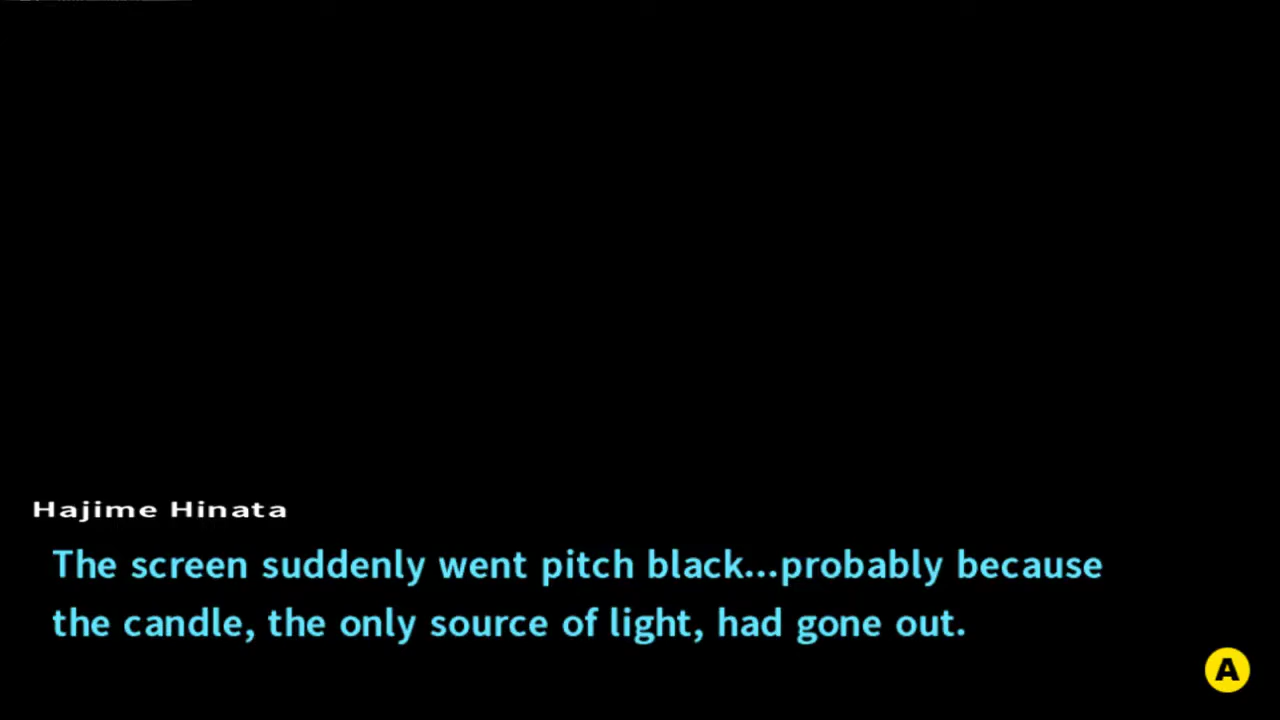 Hajime Hinata
The screen suddenly went pitch black...probably because
the candle, the only source of light, had gone out.
A